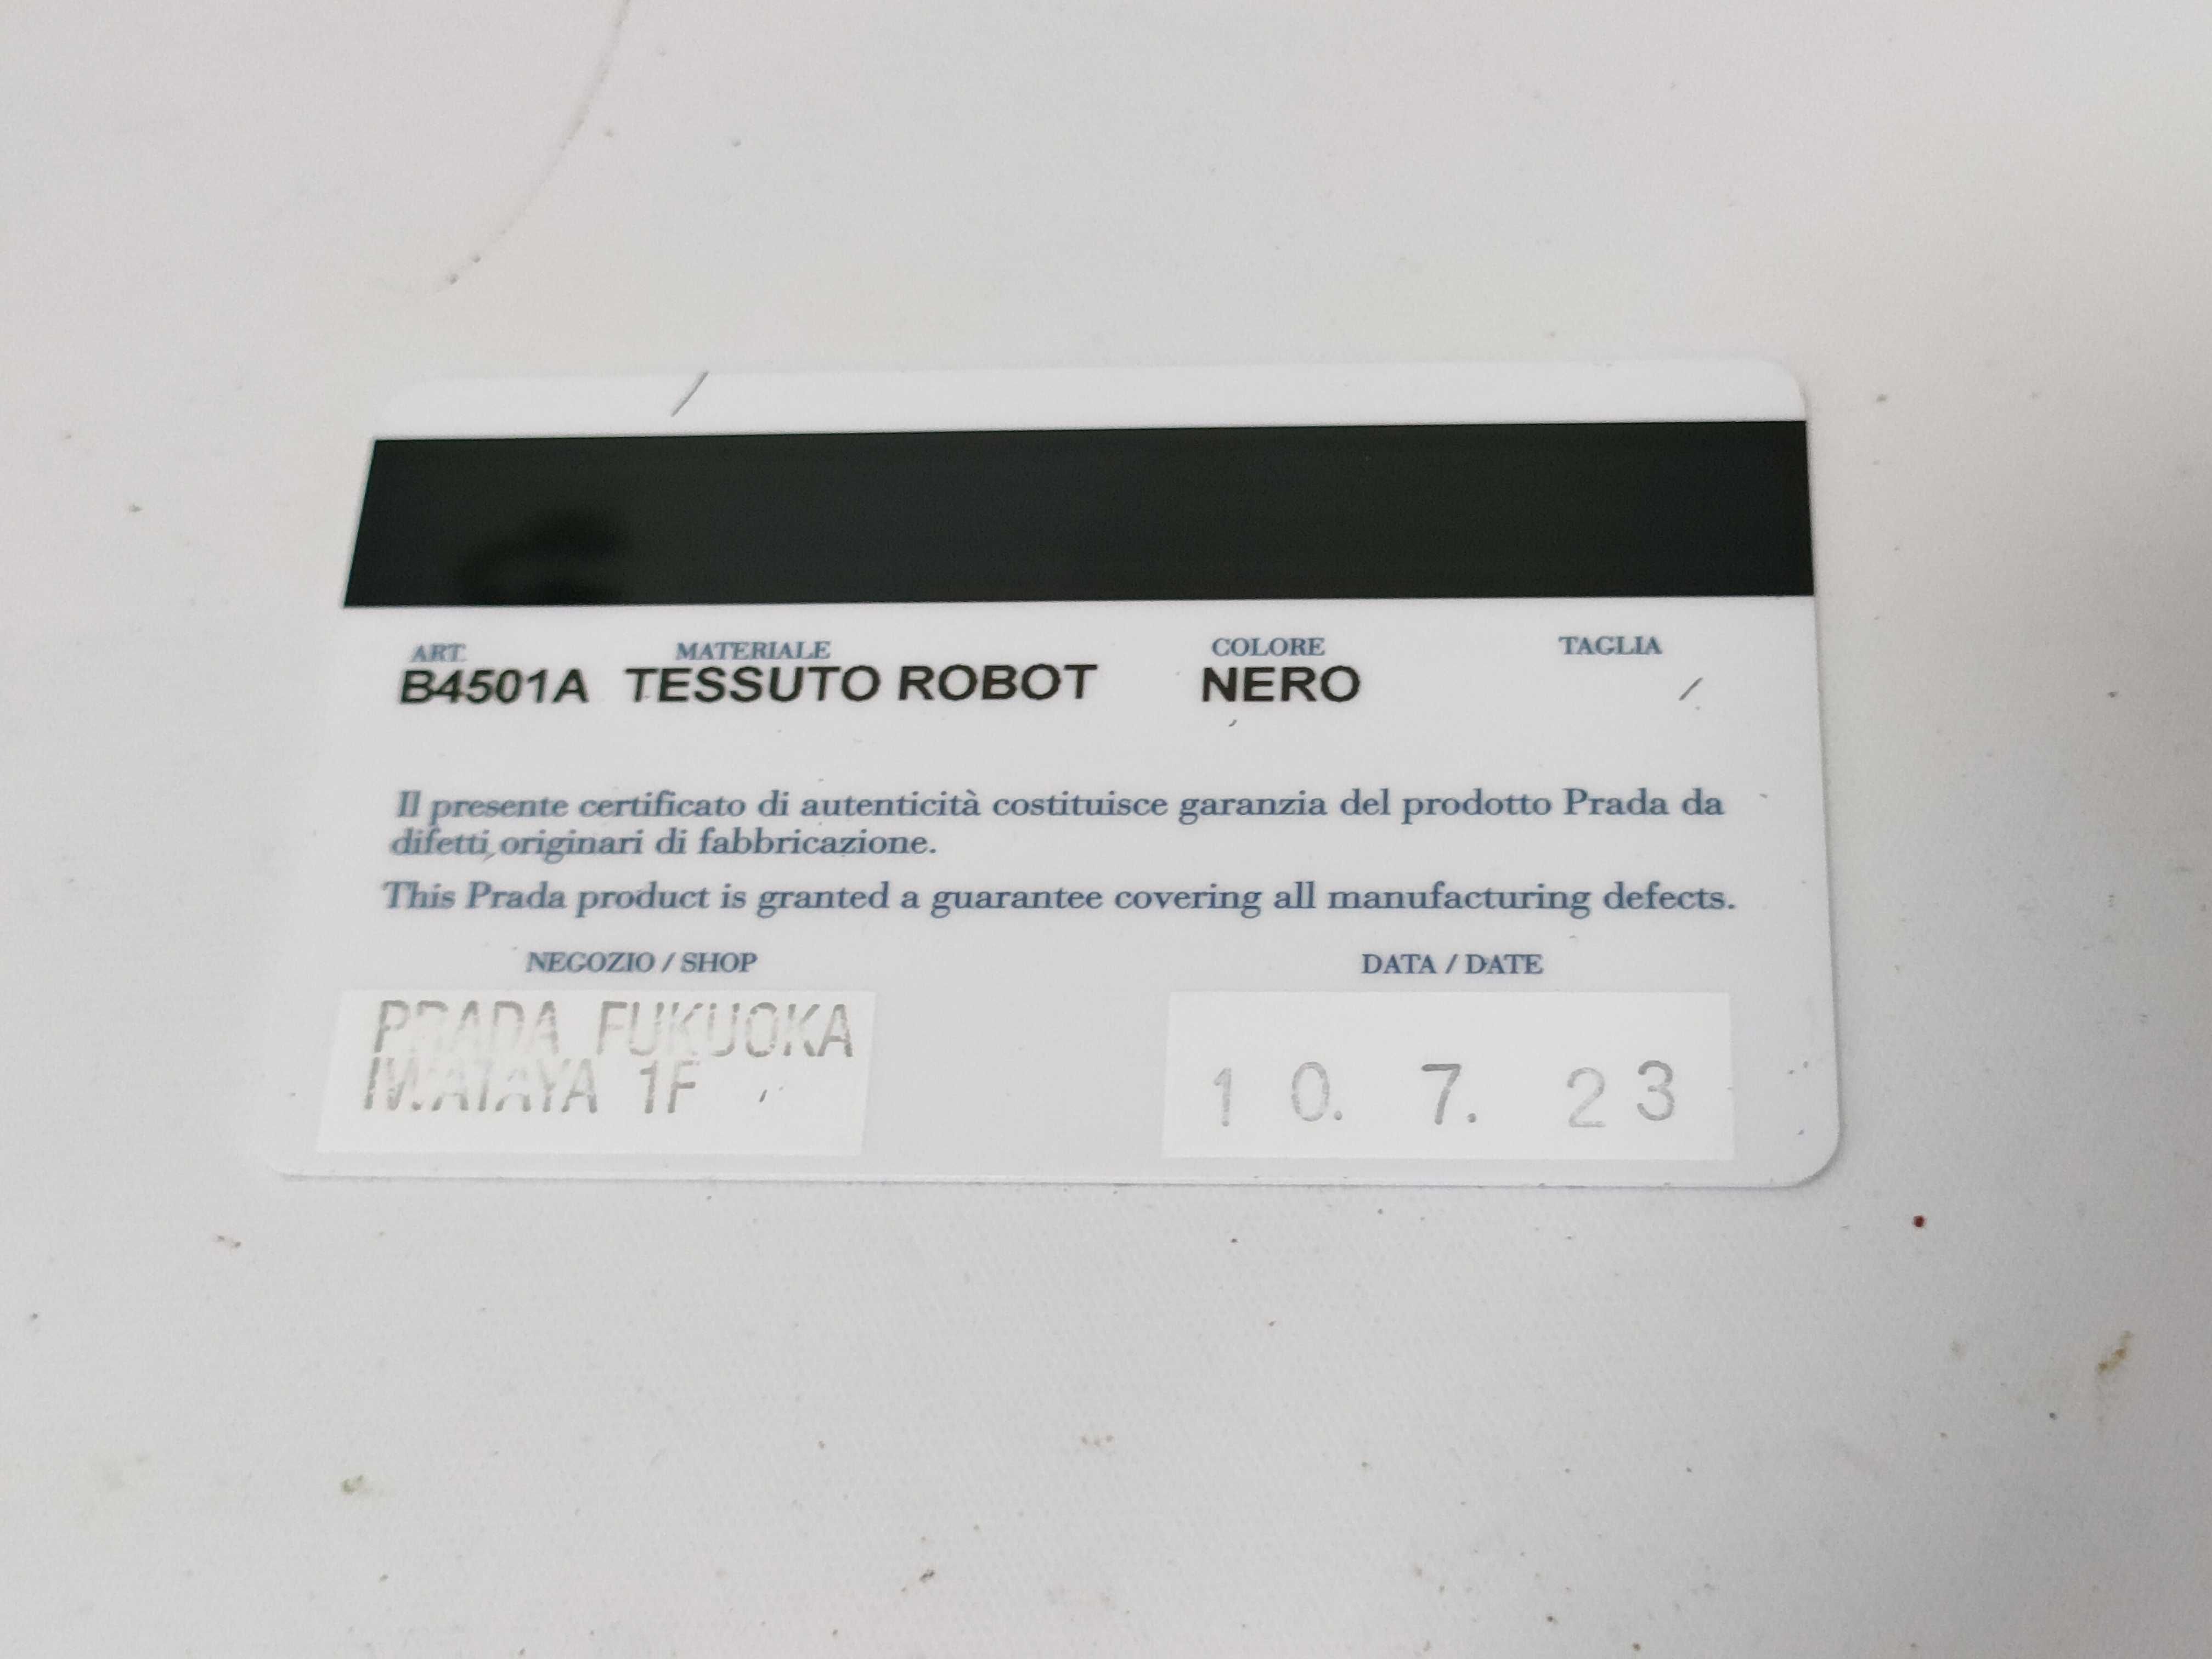 ART. MATERIALE COLORE TAGLIA
B4501A TESSUTO ROBOT NERO
Il presente certificato di autenticità costituisce garanzia del prodotto Prada da
difetti originari di fabbricazione.
This Prada product is granted a guarantee covering all manufacturing defects.
NEGOZIO / SHOP DATA / DATE
PRADA FUKUOKA
IWATAYA 1F
10. 7. 23